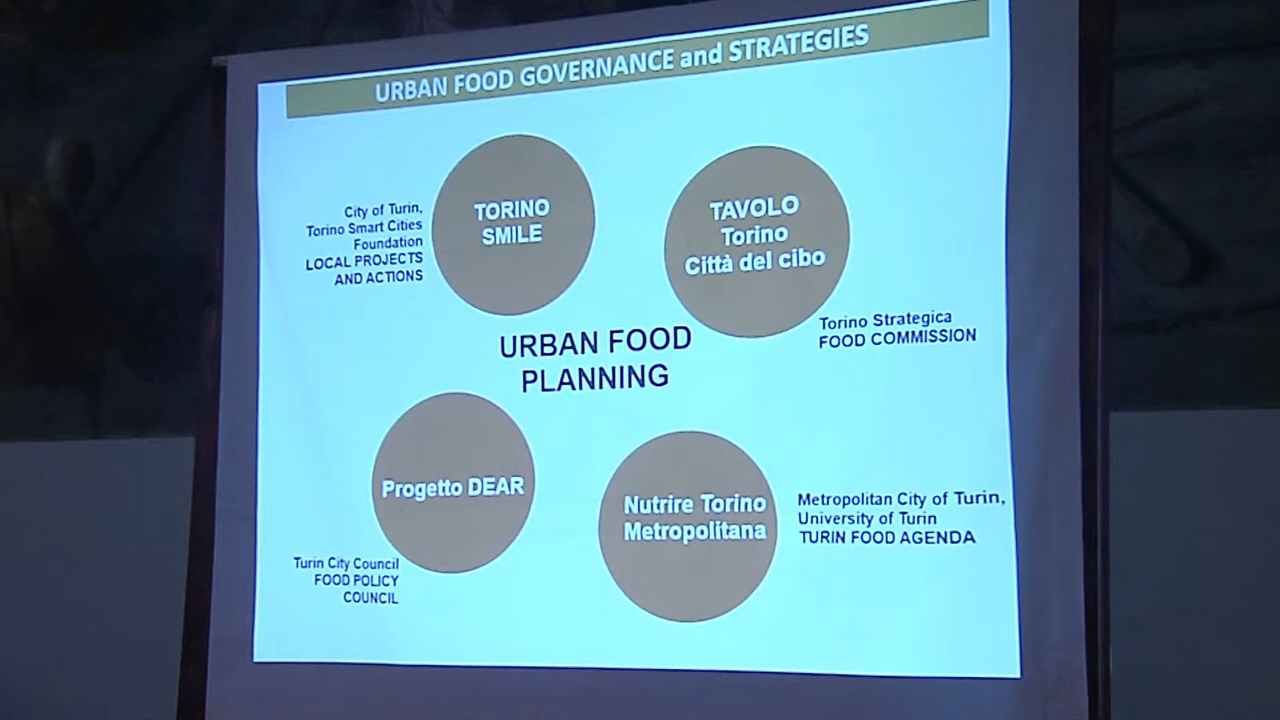 URBAN FOOD GOVERNANCE and STRATEGIES
City of Turin,
Torino Smart Cities
Foundation
LOCAL PROJECTS
AND ACTIONS
TORINO
SMILE
TAVOLO
Torino
Città del cibo
Torino Strategica
FOOD COMMISSION
URBAN FOOD
PLANNING
Progetto DEAR
Turin City Council
FOOD POLICY
COUNCIL
Nutrire Torino
Metropolitana
Metropolitan City of Turin,
University of Turin
TURIN FOOD AGENDA